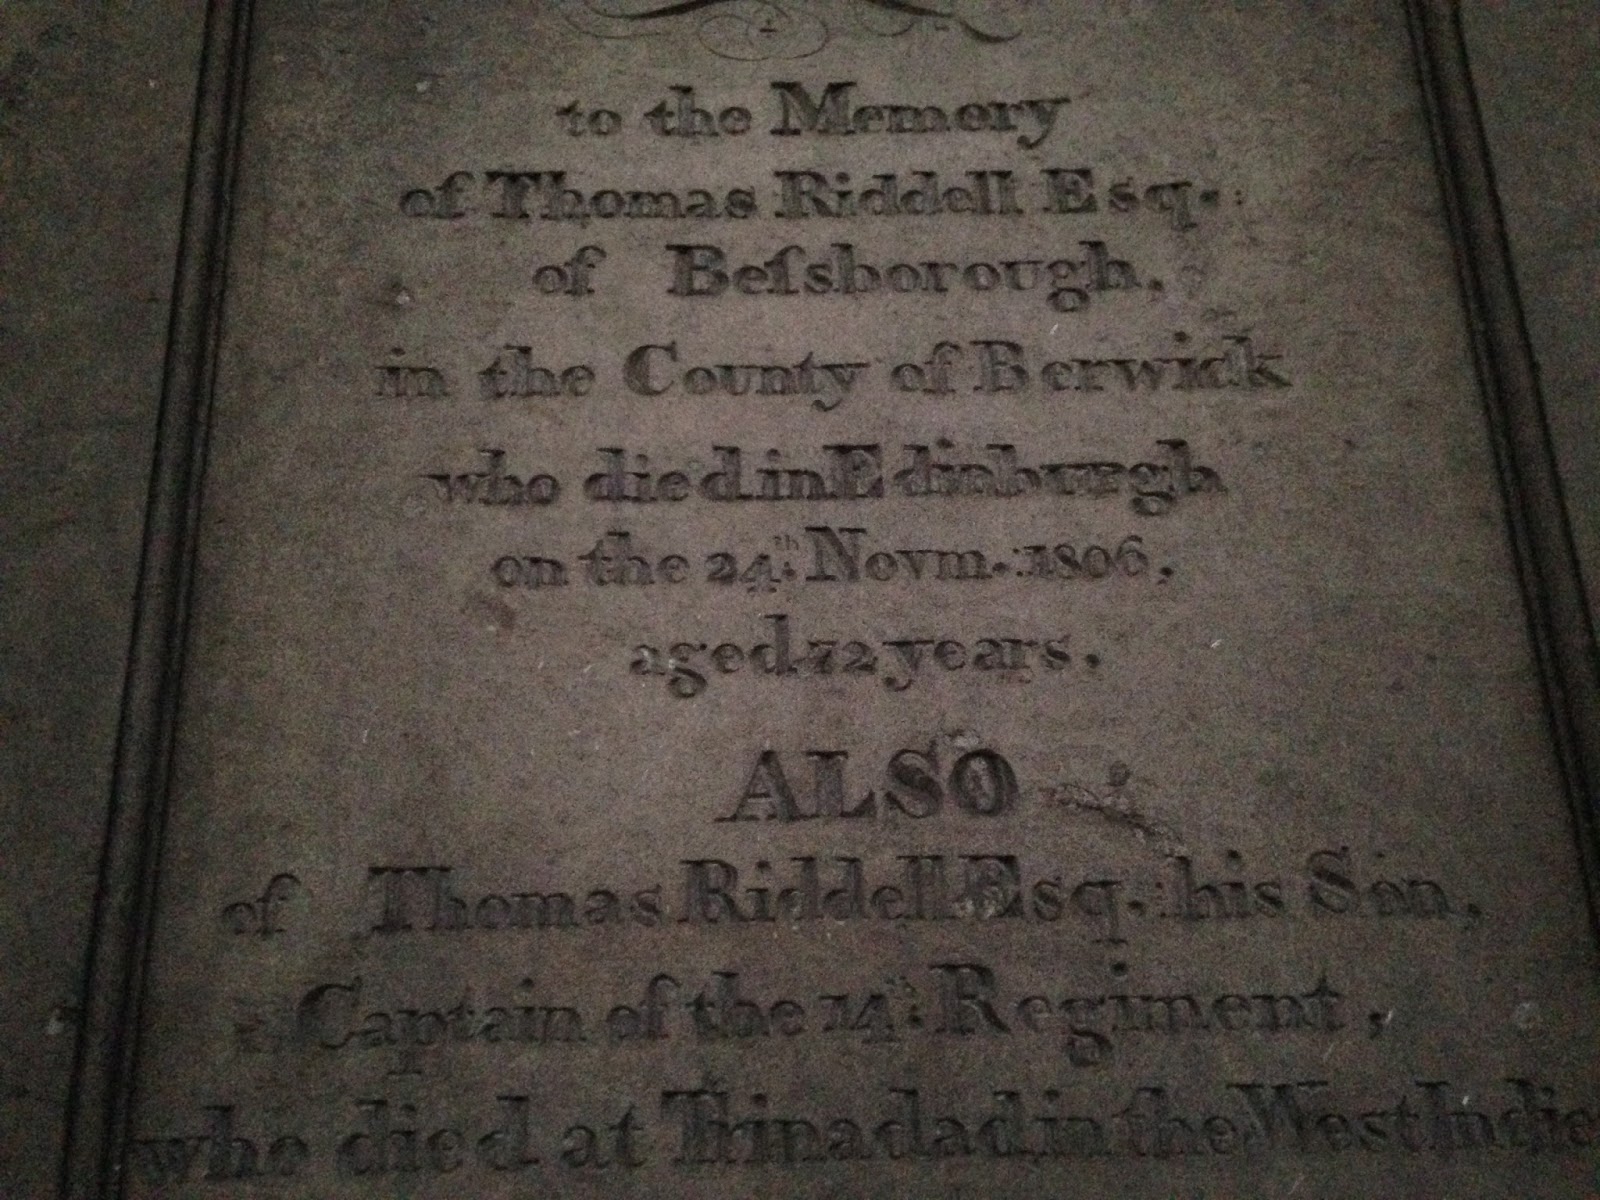 to the Memory
of Thomas Riddell Esq.:
of Beſsborough,
in the County of Berwick
who died in Edinburgh
on the 24th: Novm.: 1806,
aged 72 years.
ALSO
of Thomas Riddell Esq.: his Son,
Captain of the 14th: Regiment,
who died at Trinadad in the West Indie